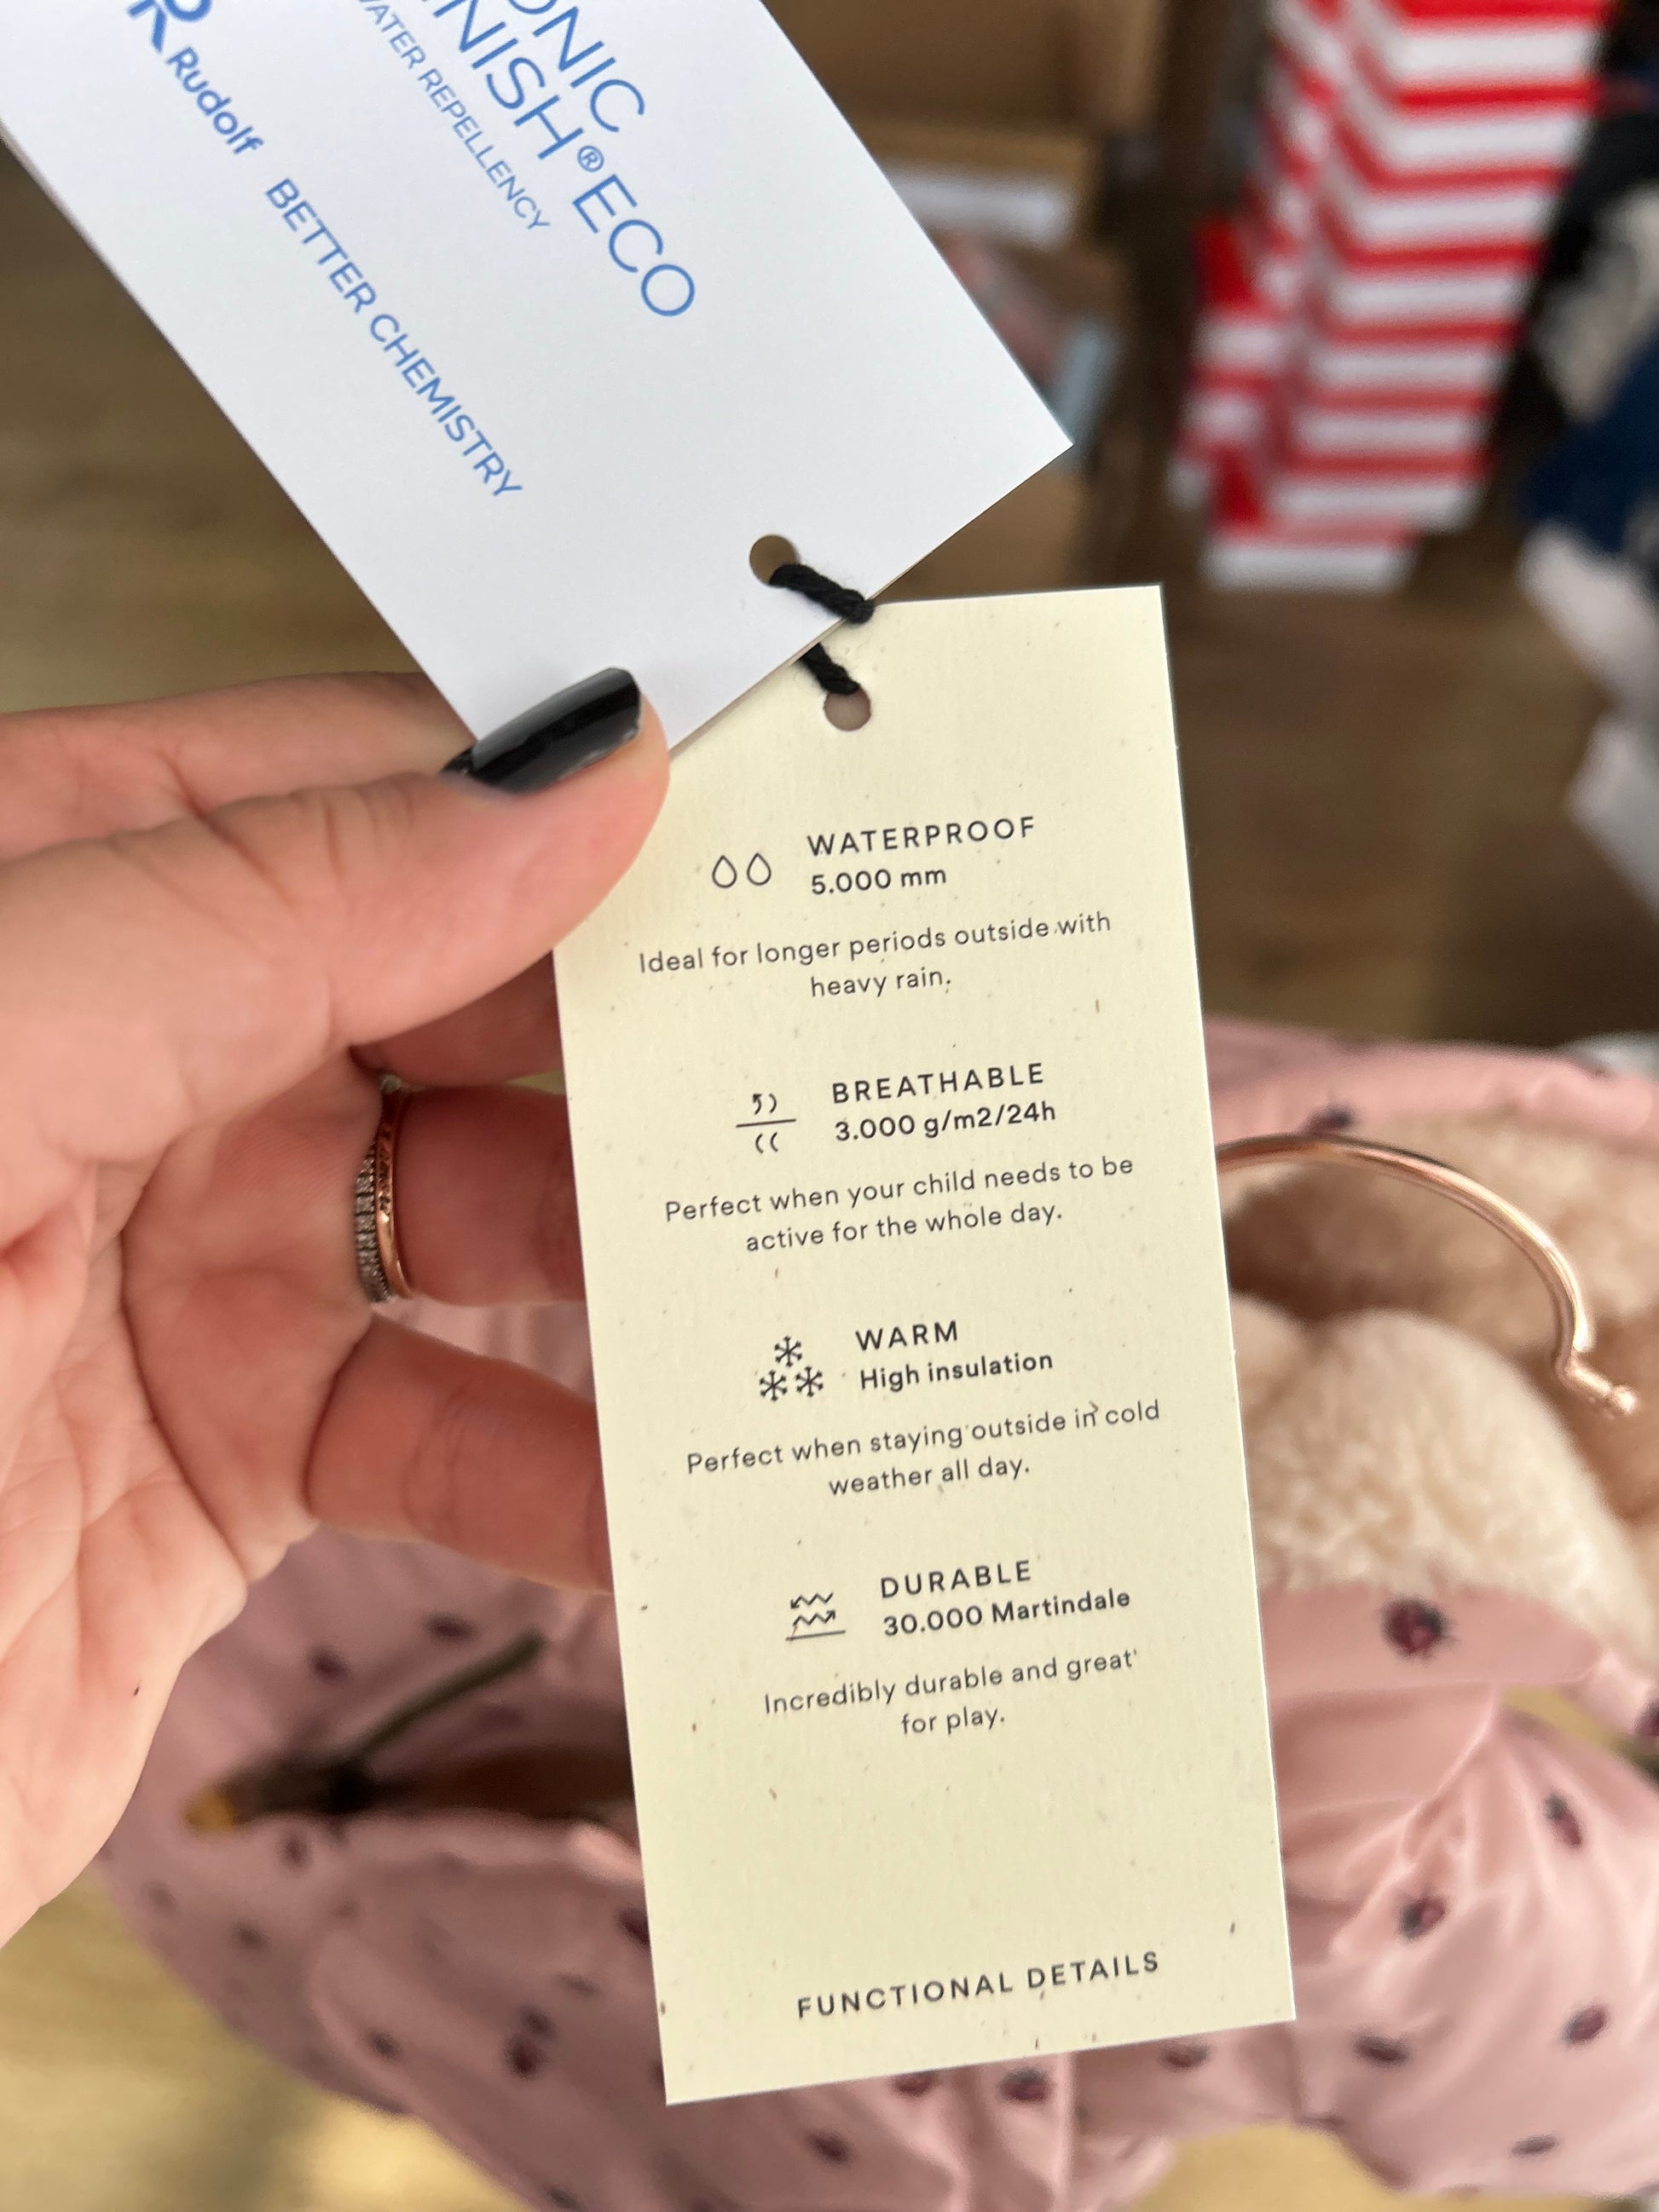 Rudolf BETTER CHEMISTRY
WATER REPELLENCY
ECO
WATERPROOF
5.000 mm
Ideal for longer periods outside with
heavy rain.
BREATHABLE
3.000 g/m2/24h
Perfect when your child needs to be
active for the whole day.
WARM
High insulation
Perfect when staying outside in cold
weather all day.
DURABLE
30.000 Martindale
Incredibly durable and great
for play.
FUNCTIONAL DETAILS